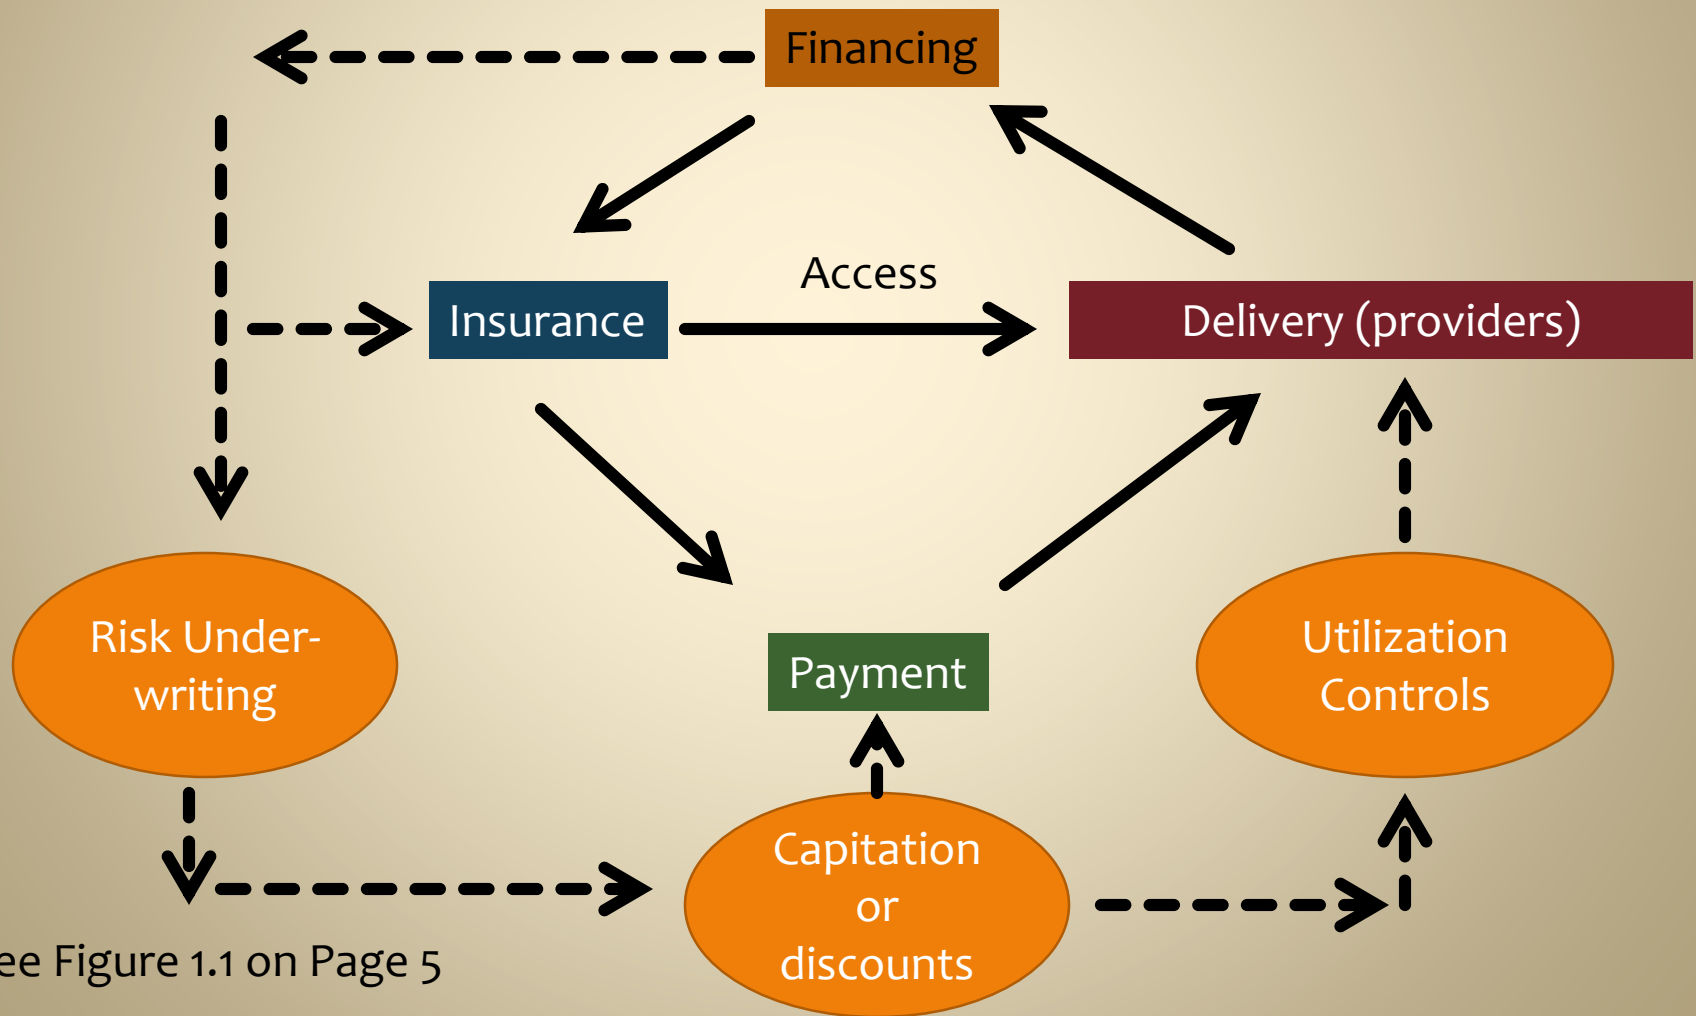 Financing
Access
Insurance
Delivery (providers)
Risk Under-
writing
Utilization
Controls
Payment
Capitation
or
discounts
ee Figure 1.1 on Page 5